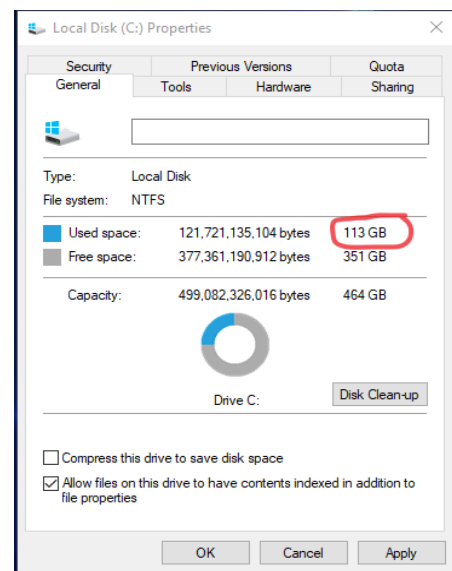 Local Disk (C:) Properties
Security Previous Versions Quota
General Tools Hardware Sharing
Type: Local Disk
File system: NTFS
Used space: 121,721,135,104 bytes 113 GB
Free space: 377,361,190,912 bytes 351 GB
Capacity: 499,082,326,016 bytes 464 GB
Drive C: Disk Clean-up
Compress this drive to save disk space
Allow files on this drive to have contents indexed in addition to
file properties
OK Cancel Apply